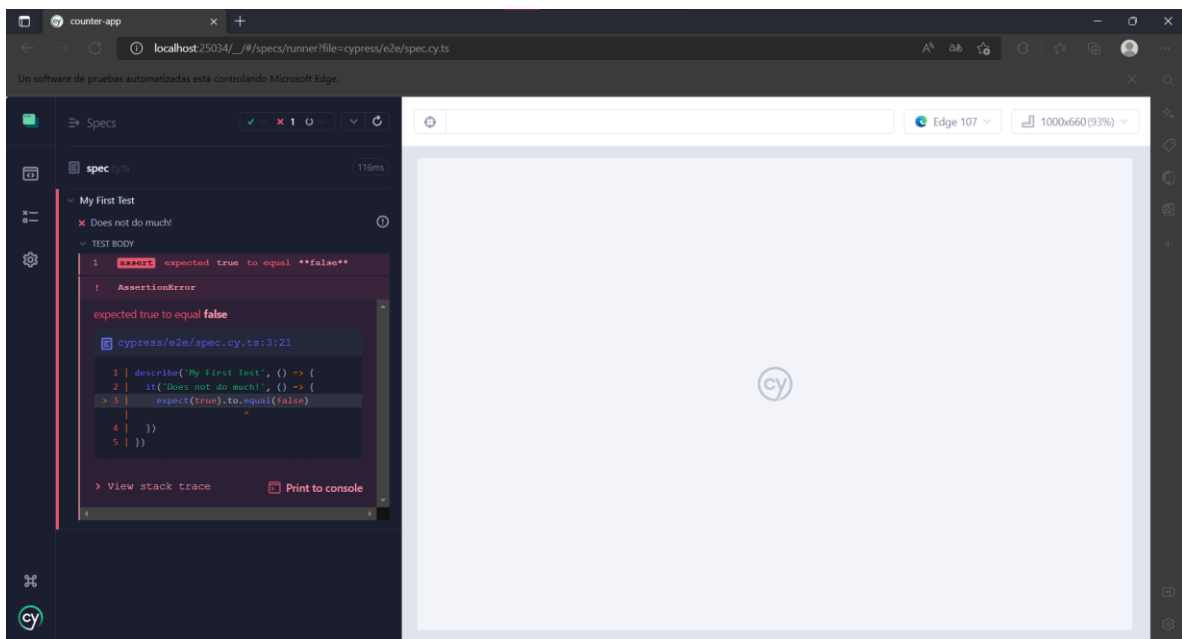 counter-app
localhost:25034/__/#/specs/runner?file=cypress/e2e/spec.cy.ts
Un software de pruebas automatizadas está controlando Microsoft Edge.
Specs
✓ -- × 1 --
Edge 107
1000x660 (93%)
spec cy.ts
116ms
My First Test
× Does not do much!
TEST BODY
1 assert expected true to equal **false**
! AssertionError
expected true to equal false
cypress/e2e/spec.cy.ts:3:21
1 | describe('My First Test', () => {
2 |   it('Does not do much!', () => {
> 3 |     expect(true).to.equal(false)
|                     ^
4 |   })
5 | })
> View stack trace
Print to console
cy
cy